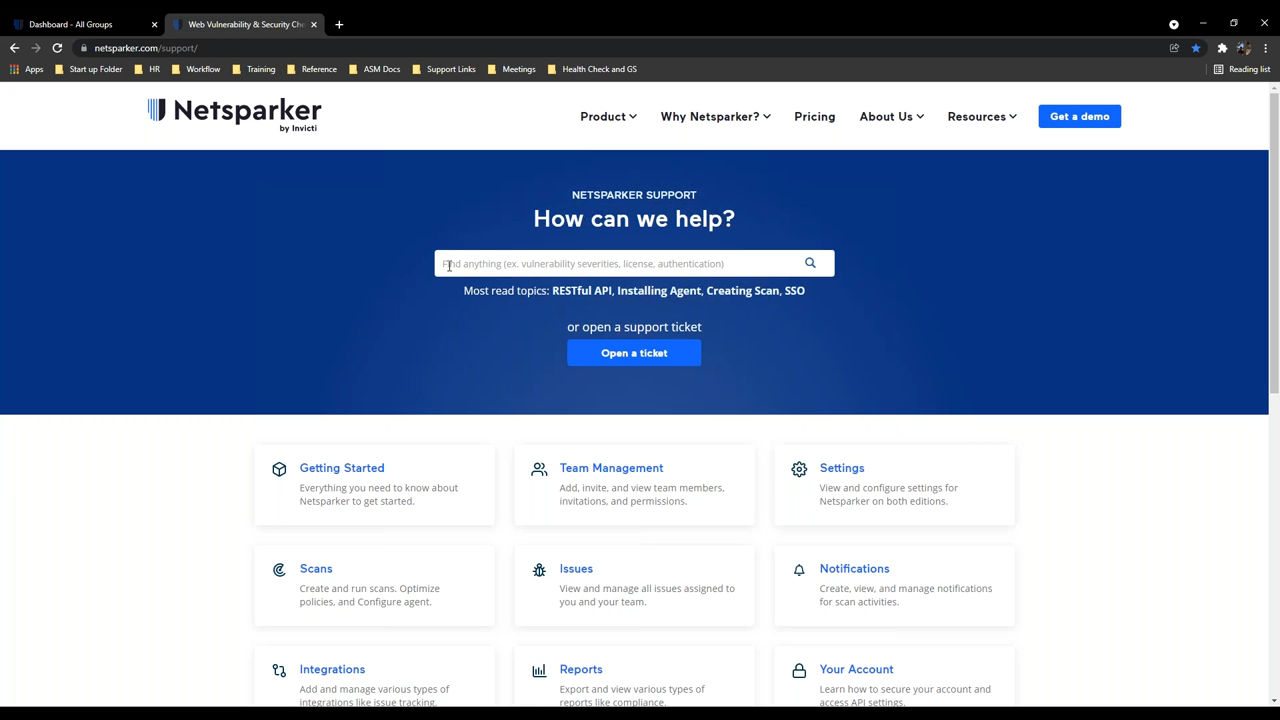 Dashboard - All Groups
Web Vulnerability & Security Che
netsparker.com/support/
Apps
Start up Folder
HR
Workflow
Training
Reference
ASM Docs
Support Links
Meetings
Health Check and GS
Reading list
Netsparker
by Invicti
Product
Why Netsparker?
Pricing
About Us
Resources
Get a demo
NETSPARKER SUPPORT
How can we help?
Find anything (ex. vulnerability severities, license, authentication)
Most read topics: RESTful API, Installing Agent, Creating Scan, SSO
or open a support ticket
Open a ticket
Getting Started
Everything you need to know about
Netsparker to get started.
Team Management
Add, invite, and view team members,
invitations, and permissions.
Settings
View and configure settings for
Netsparker on both editions.
Scans
Create and run scans. Optimize
policies, and Configure agent.
Issues
View and manage all issues assigned to
you and your team.
Notifications
Create, view, and manage notifications
for scan activities.
Integrations
Add and manage various types of
integrations like issue tracking.
Reports
Export and view various types of
reports like compliance.
Your Account
Learn how to secure your account and
access API settings.